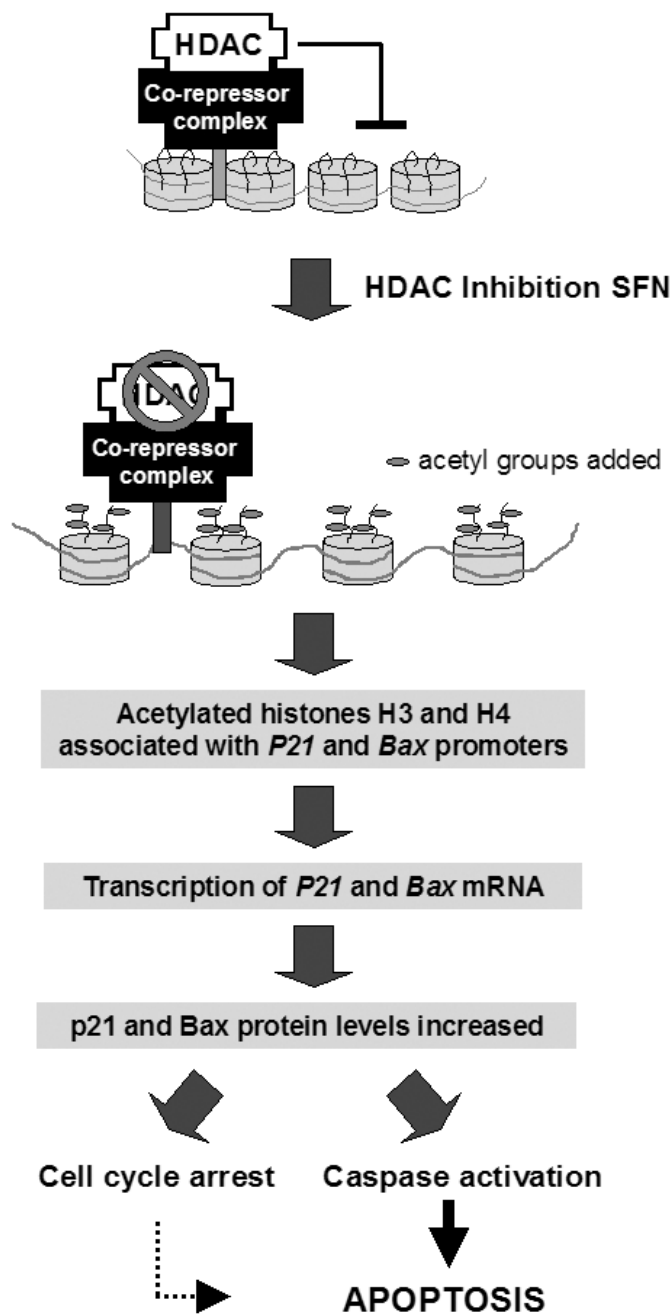 HDAC
Co-repressor
complex
HDAC Inhibition SFN
HDAC
Co-repressor
complex
acetyl groups added
Acetylated histones H3 and H4
associated with P21 and Bax promoters
Transcription of P21 and Bax mRNA
p21 and Bax protein levels increased
Cell cycle arrest
Caspase activation
APOPTOSIS